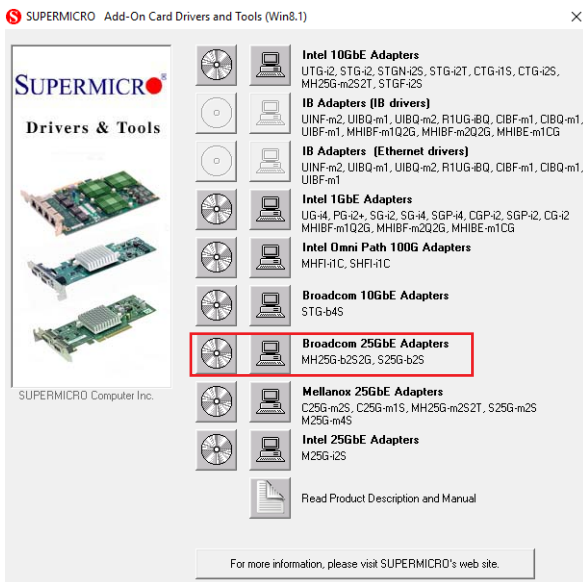 SUPERMICRO Add-On Card Drivers and Tools (Win8.1)
SUPERMICR
Drivers & Tools
SUPERMICRO Computer Inc.
Intel 10GbE Adapters
UTG-i2, STG-i2, STGN-i2S, STG-i2T, CTG-i1S, CTG-i2S,
MH25G-m2S2T, STGF-i2S
IB Adapters (IB drivers)
UINF-m2, UIBQ-m1, UIBQ-m2, R1UG-iBQ, CIBF-m1, CIBQ-m1,
UIBF-m1, MHIBF-m1Q2G, MHIBF-m2Q2G, MHIBE-m1CG
IB Adapters (Ethernet drivers)
UINF-m2, UIBQ-m1, UIBQ-m2, R1UG-iBQ, CIBF-m1, CIBQ-m1,
UIBF-m1
Intel 1GbE Adapters
UG-i4, PG-i2+, SG-i2, SG-i4, SGP-i4, CGP-i2, SGP-i2, CG-i2
MHIBF-m1Q2G, MHIBF-m2Q2G, MHIBE-m1CG
Intel Omni Path 100G Adapters
MHFI-i1C, SHFI-i1C
Broadcom 10GbE Adapters
STG-b4S
Broadcom 25GbE Adapters
MH25G-b2S2G, S25G-b2S
Mellanox 25GbE Adapters
C25G-m2S, C25G-m1S, MH25G-m2S2T, S25G-m2S
M25G-m4S
Intel 25GbE Adapters
M25G-i2S
Read Product Description and Manual
For more information, please visit SUPERMICRO's web site.